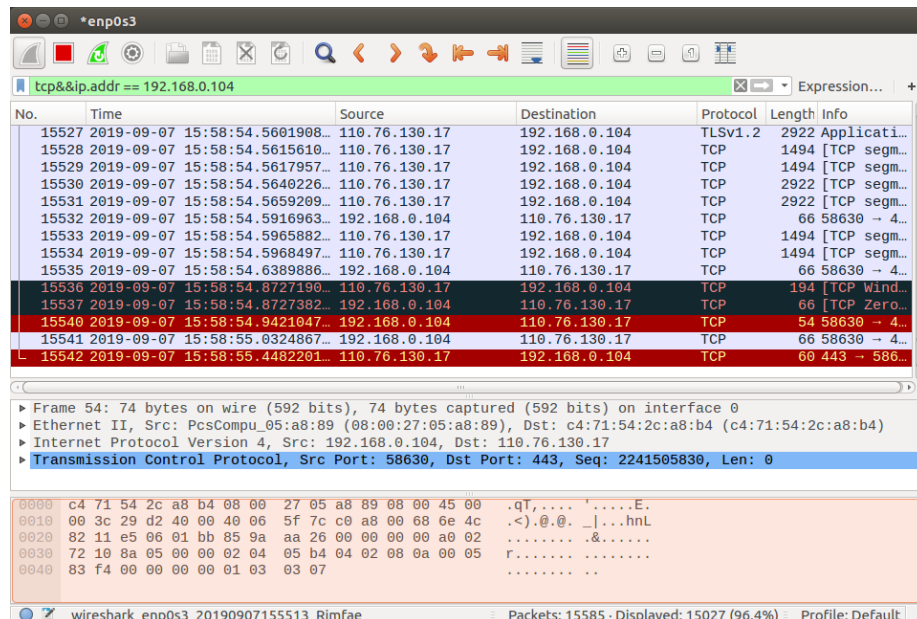 *enp0s3
tcp&&ip.addr == 192.168.0.104 Expression… +
No. Time Source Destination Protocol Length Info
15527 2019-09-07 15:58:54.5601908… 110.76.130.17 192.168.0.104 TLSv1.2 2922 Applicati…
15528 2019-09-07 15:58:54.5615610… 110.76.130.17 192.168.0.104 TCP 1494 [TCP segm…
15529 2019-09-07 15:58:54.5617957… 110.76.130.17 192.168.0.104 TCP 1494 [TCP segm…
15530 2019-09-07 15:58:54.5640226… 110.76.130.17 192.168.0.104 TCP 2922 [TCP segm…
15531 2019-09-07 15:58:54.5659209… 110.76.130.17 192.168.0.104 TCP 2922 [TCP segm…
15532 2019-09-07 15:58:54.5916963… 192.168.0.104 110.76.130.17 TCP 66 58630 → 4…
15533 2019-09-07 15:58:54.5965882… 110.76.130.17 192.168.0.104 TCP 1494 [TCP segm…
15534 2019-09-07 15:58:54.5968497… 110.76.130.17 192.168.0.104 TCP 1494 [TCP segm…
15535 2019-09-07 15:58:54.6389886… 192.168.0.104 110.76.130.17 TCP 66 58630 → 4…
15536 2019-09-07 15:58:54.8727190… 110.76.130.17 192.168.0.104 TCP 194 [TCP Wind…
15537 2019-09-07 15:58:54.8727382… 192.168.0.104 110.76.130.17 TCP 66 [TCP Zero…
15540 2019-09-07 15:58:54.9421047… 192.168.0.104 110.76.130.17 TCP 54 58630 → 4…
15541 2019-09-07 15:58:55.0324867… 192.168.0.104 110.76.130.17 TCP 66 58630 → 4…
15542 2019-09-07 15:58:55.4482201… 110.76.130.17 192.168.0.104 TCP 60 443 → 586…
Frame 54: 74 bytes on wire (592 bits), 74 bytes captured (592 bits) on interface 0
Ethernet II, Src: PcsCompu_05:a8:89 (08:00:27:05:a8:89), Dst: c4:71:54:2c:a8:b4 (c4:71:54:2c:a8:b4)
Internet Protocol Version 4, Src: 192.168.0.104, Dst: 110.76.130.17
Transmission Control Protocol, Src Port: 58630, Dst Port: 443, Seq: 2241505830, Len: 0
0000 c4 71 54 2c a8 b4 08 00 27 05 a8 89 08 00 45 00 .qT,.... '.....E.
0010 00 3c 29 d2 40 00 40 06 5f 7c c0 a8 00 68 6e 4c .<).@.@. _|...hnL
0020 82 11 e5 06 01 bb 85 9a aa 26 00 00 00 00 a0 02 ........ .&......
0030 72 10 8a 05 00 00 02 04 05 b4 04 02 08 0a 00 05 r....... ........
0040 83 f4 00 00 00 00 01 03 03 07 ........ ..
wireshark_enp0s3_20190907155513_Rimfae Packets: 15585 · Displayed: 15027 (96.4%) Profile: Default